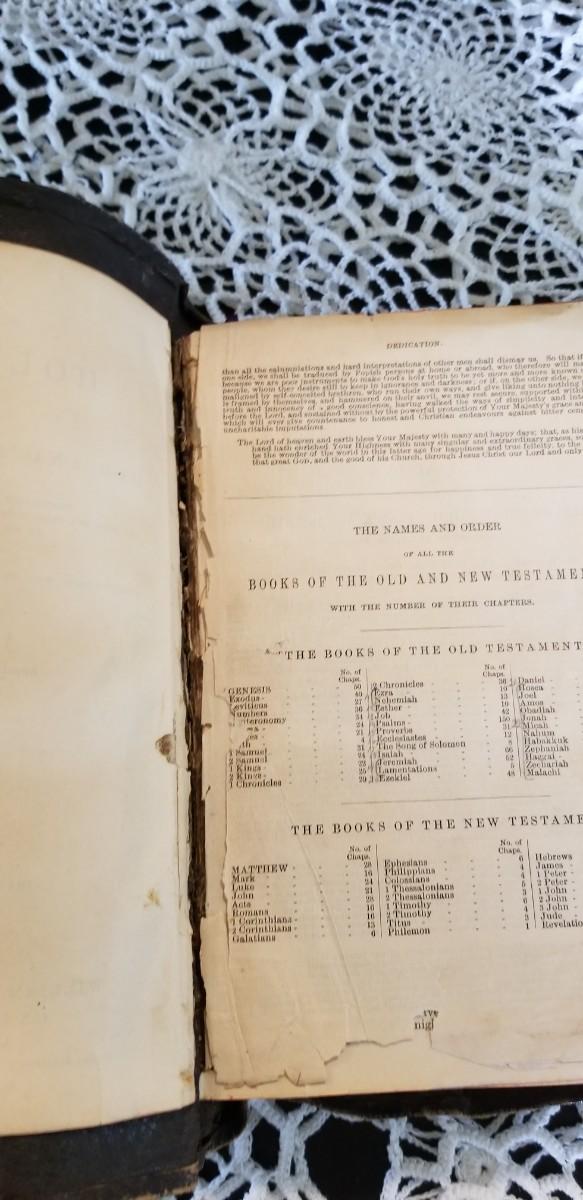 DEDICATION.
than all the calumniations and hard interpretations of other men shall dismay us. So that if
one side, we shall be traduced by Popish persons at home or abroad, who therefore will ma
because we are poor instruments to make God's holy truth to be yet more and more known
people, whom they desire still to keep in ignorance and darkness; or if, on the other side, we
maligned by self-conceited brethren, who run their own ways, and give liking unto nothing
is framed by themselves, and hammered on their anvil, we may rest secure, supported wit
truth and innocency of a good conscience, having walked the ways of simplicity and inte
before the Lord, and sustained without by the powerful protection of Your Majesty's grace a
which will ever give countenance to honest and Christian endeavours against bitter cen
uncharitable imputations.
The Lord of heaven and earth bless Your Majesty with many and happy days; that, as his
hand hath enriched Your Highness with many singular and extraordinary graces, so
be the wonder of the world in this latter age for happiness and true felicity, to the
that great GOD, and the good of his Church, through Jesus Christ our Lord and only
THE NAMES AND ORDER
OF ALL THE
BOOKS OF THE OLD AND NEW TESTAMEN
WITH THE NUMBER OF THEIR CHAPTERS.
THE BOOKS OF THE OLD TESTAMENT
No. of
Chaps.
GENESIS 50
Exodus 40
eviticus 27
Numbers 36
teronomy 34
24
21
th 4
1 Samuel 31
2 Samuel 24
1 Kings 22
2 Kings 25
1 Chronicles 29
No. of
Chaps.
2 Chronicles 36
Ezra 10
Nehemiah 13
Esther 10
Job 42
Psalms 150
Proverbs 31
Ecclesiastes 12
The Song of Solomon 8
Isaiah 66
Jeremiah 52
Lamentations 5
Ezekiel 48
Daniel
Hosea
Joel
Amos
Obadiah
Jonah
Micah
Nahum
Habakkuk
Zephaniah
Haggai
Zechariah
Malachi
THE BOOKS OF THE NEW TESTAME
No. of
Chaps.
MATTHEW 28
Mark 16
Luke 24
John 21
Acts 28
Romans 16
1 Corinthians 16
2 Corinthians 13
Galatians 6
No. of
Chaps.
Ephesians 6
Philippians 4
Colossians 4
1 Thessalonians 5
2 Thessalonians 3
1 Timothy 6
2 Timothy 4
Titus 3
Philemon 1
Hebrews
James
1 Peter
2 Peter
1 John
2 John
3 John
Jude
Revelatio
rve
nigl